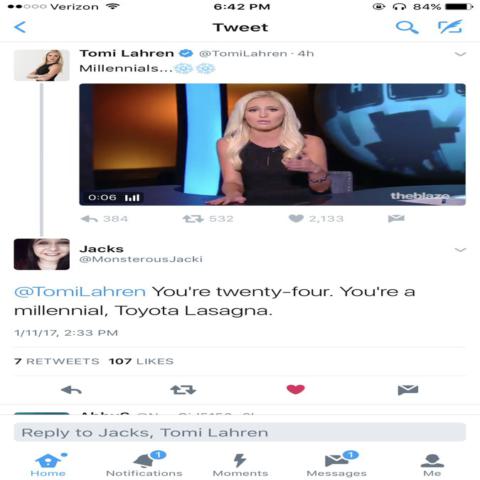 Verizon 6:42 PM 84%
Tweet
Tomi Lahren @TomiLahren · 4h
Millennials...❄️❄️
0:06
theblaze
384 532 2,133
Jacks
@MonsterousJacki
@TomiLahren You're twenty-four. You're a
millennial, Toyota Lasagna.
1/11/17, 2:33 PM
7 RETWEETS 107 LIKES
Reply to Jacks, Tomi Lahren
1 1
Home Notifications Moments Messages Me